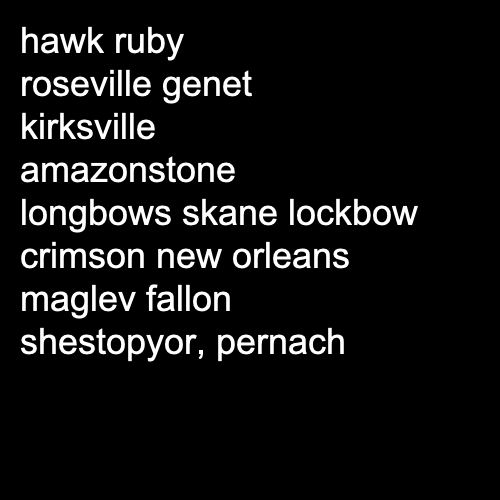 hawk ruby
roseville genet
kirksville
amazonstone
longbows skane lockbow
crimson new orleans
maglev fallon
shestopyor, pernach